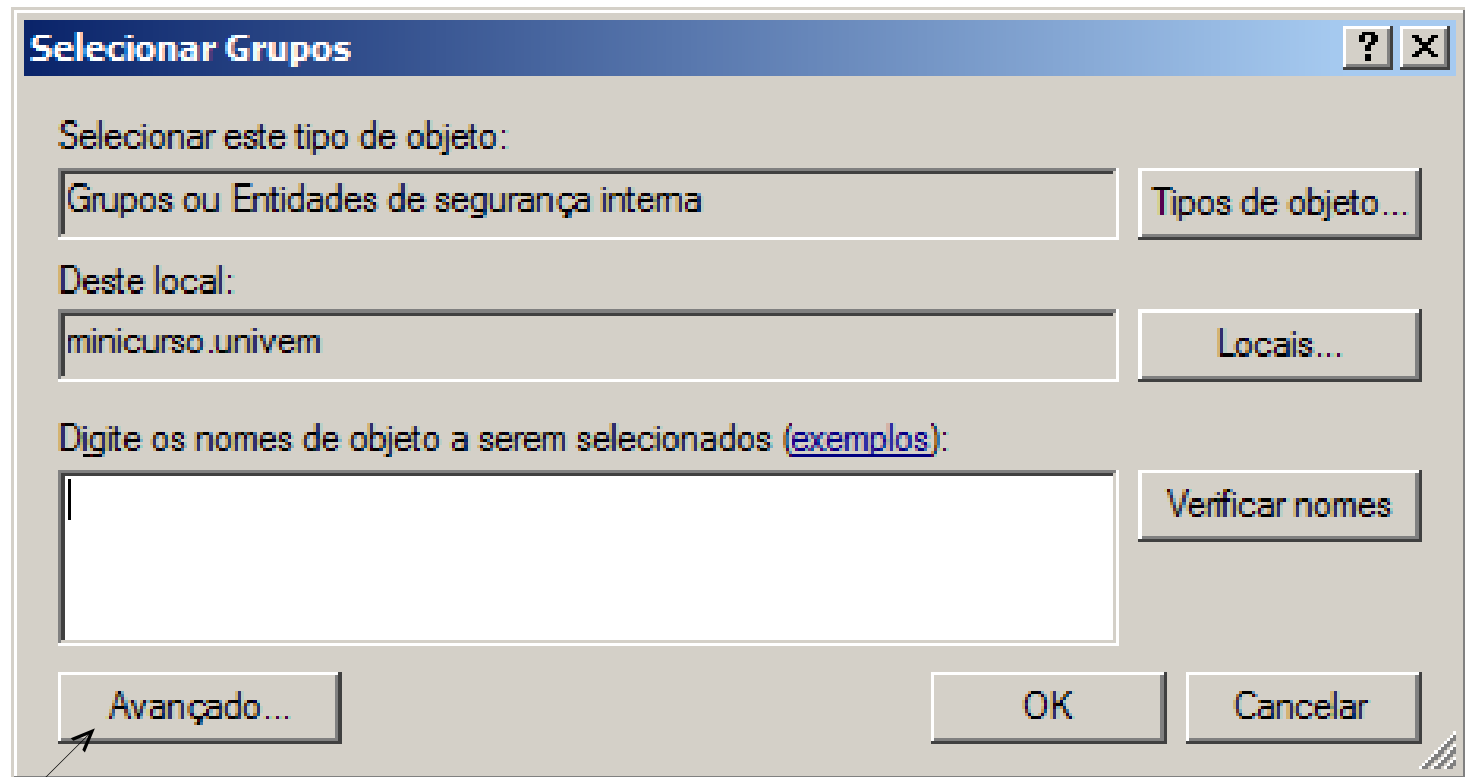 Selecionar Grupos
Selecionar este tipo de objeto:
Grupos ou Entidades de segurança interna
Tipos de objeto...
Deste local:
minicurso.univem
Locais...
Digite os nomes de objeto a serem selecionados (exemplos):
Verificar nomes
Avançado...
OK
Cancelar